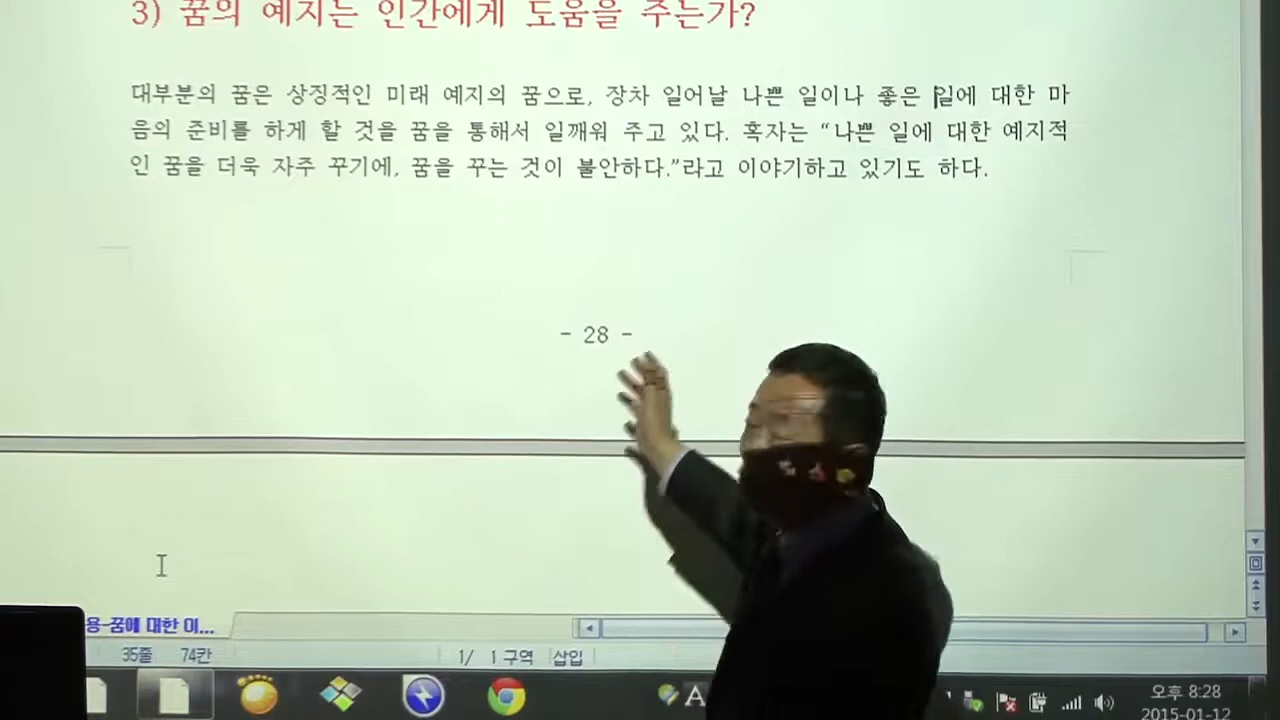 3) 꿈의 예지는 인간에게 도움을 주는가?
대부분의 꿈은 상징적인 미래 예지의 꿈으로, 장차 일어날 나쁜 일이나 좋은 일에 대한 마
음의 준비를 하게 할 것을 꿈을 통해서 일깨워 주고 있다. 혹자는 “나쁜 일에 대한 예지적
인 꿈을 더욱 자주 꾸기에, 꿈을 꾸는 것이 불안하다.”라고 이야기하고 있기도 하다.
- 28 -
용-꿈에 대한 이...
35줄 74칸 1/ 1 구역 삽입
A 오후 8:28
2015-01-12